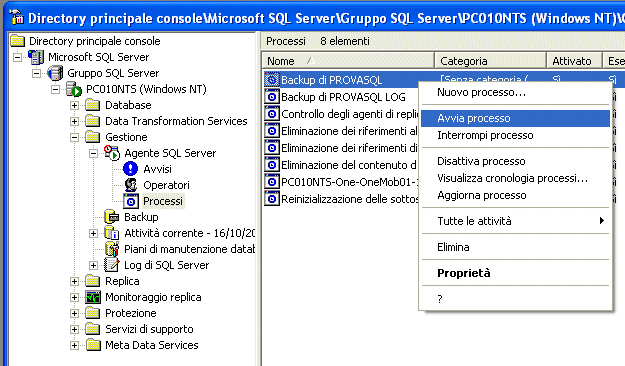 Directory principale console\Microsoft SQL Server\Gruppo SQL Server\PC010NTS (Windows NT)\
Directory principale console
Microsoft SQL Server
Gruppo SQL Server
PC010NTS (Windows NT)
Database
Data Transformation Services
Gestione
Agente SQL Server
Avvisi
Operatori
Processi
Backup
Attività corrente - 16/10/20
Piani di manutenzione datab
Log di SQL Server
Replica
Monitoraggio replica
Protezione
Servizi di supporto
Meta Data Services
Processi 8 elementi
Nome Categoria Attivato Ese
Backup di PROVASQL [Senza categoria ( Sì Sì
Backup di PROVASQL LOG
Controllo degli agenti di replic
Eliminazione dei riferimenti al
Eliminazione dei riferimenti di
Eliminazione del contenuto d
PC010NTS-One-OneMob01-1
Reinizializzazione delle sottos
Nuovo processo...
Avvia processo
Interrompi processo
Disattiva processo
Visualizza cronologia processi...
Aggiorna processo
Tutte le attività
Elimina
Proprietà
?